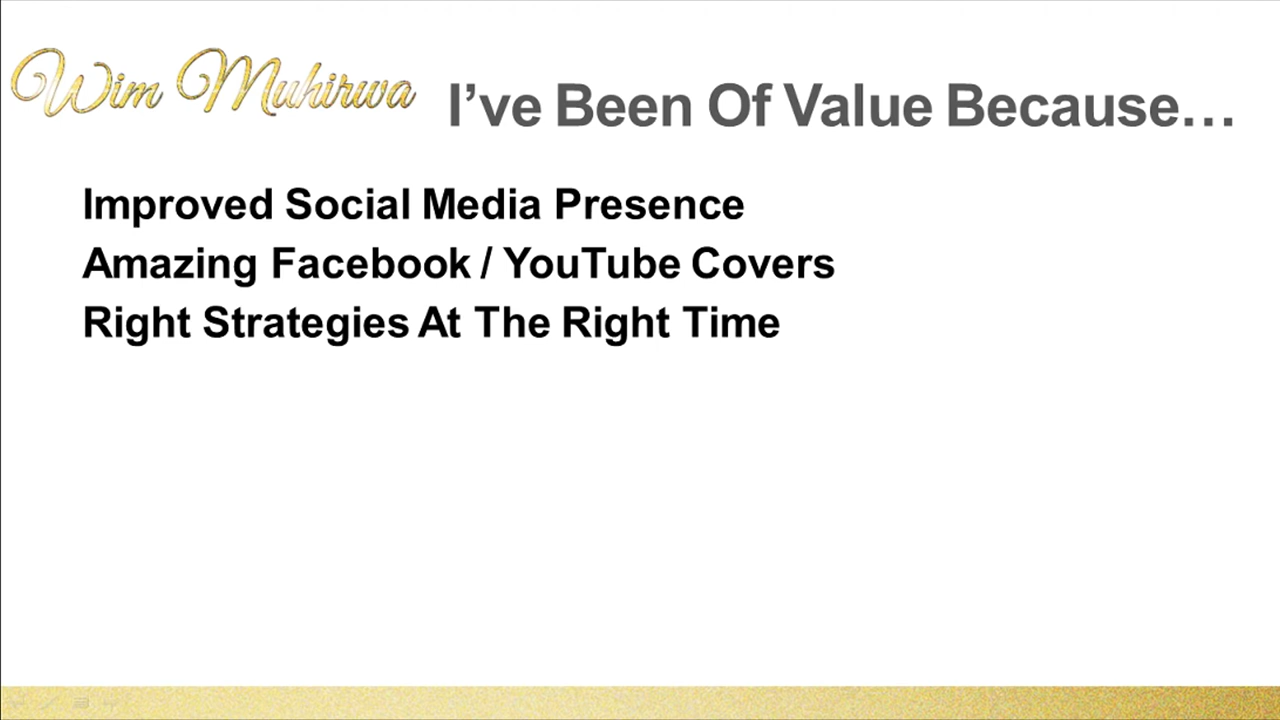 Wim Muhirwa
I’ve Been Of Value Because…
Improved Social Media Presence
Amazing Facebook / YouTube Covers
Right Strategies At The Right Time